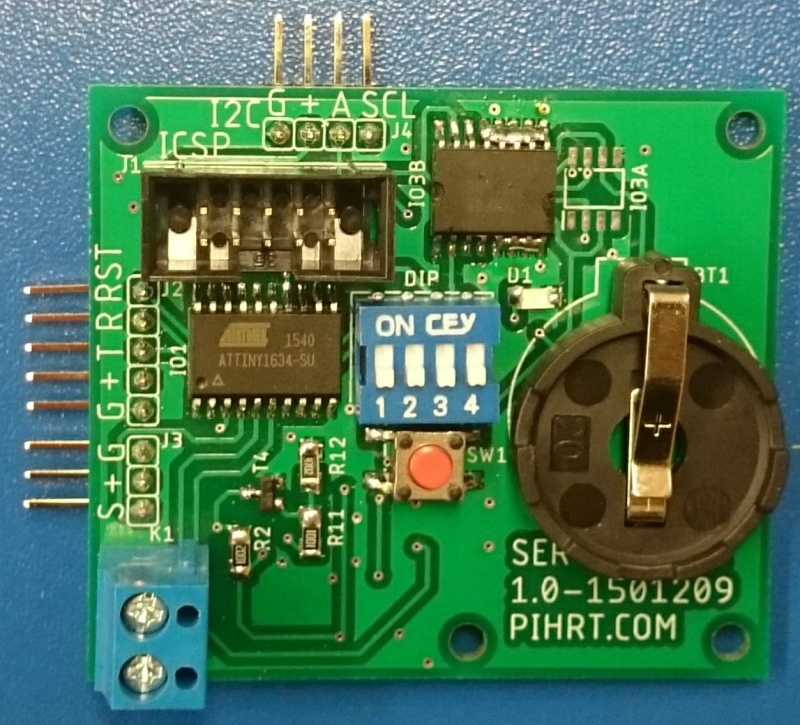 I2C G + A SCL
J4
ICSP
J1
IO3B
IO3A
RST
J2
R
T
+
G
IO1
1540
ATTINY1634-SU
DIP
ON
1 2 3 4
D1
BT1
G
J3
+
S
T4
R12
SW1
R2
R11
K1
SER
1.0-1501209
PIHRT.COM